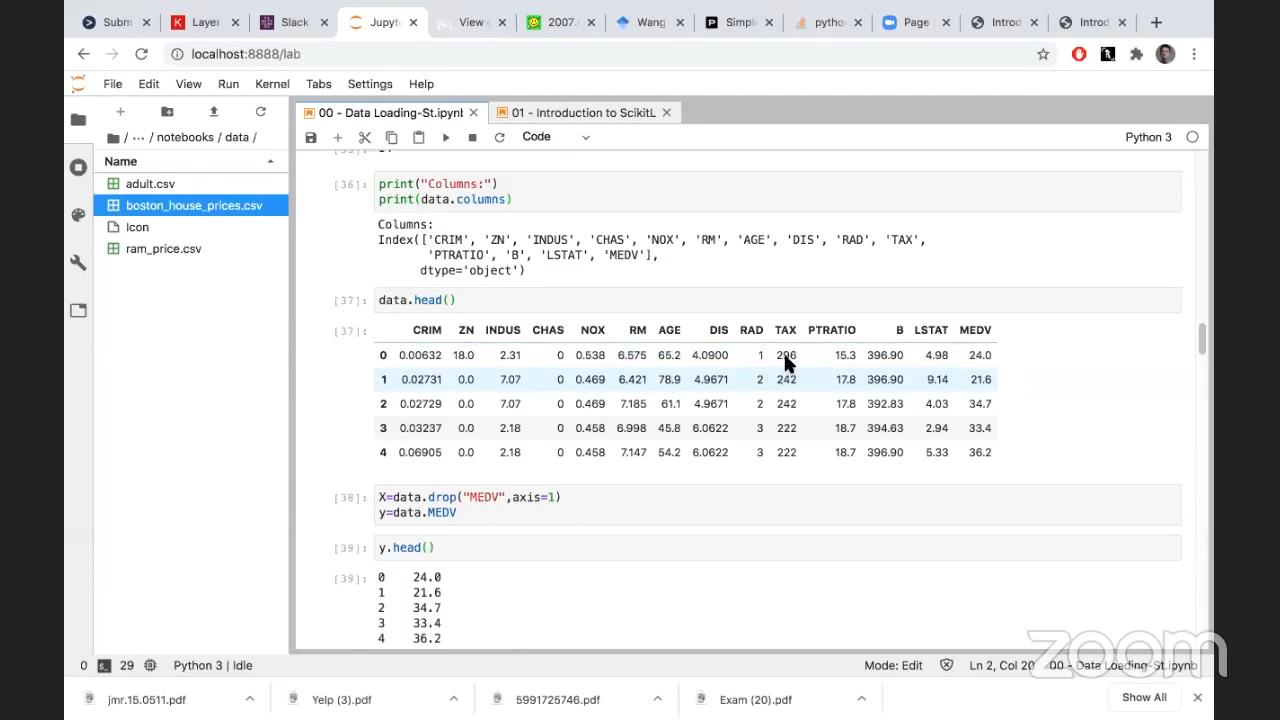 Subm
Layer
Slack
Jupyt
View
2007.
Wang
Simple
python
Page
Introd
Introd
localhost:8888/lab
File Edit View Run Kernel Tabs Settings Help
00 - Data Loading-St.ipynb
01 - Introduction to ScikitL
/ ··· / notebooks / data /
Code
Python 3
Name
adult.csv
boston_house_prices.csv
Icon
ram_price.csv
[36]: print("Columns:")
print(data.columns)
Columns:
Index(['CRIM', 'ZN', 'INDUS', 'CHAS', 'NOX', 'RM', 'AGE', 'DIS', 'RAD', 'TAX',
'PTRATIO', 'B', 'LSTAT', 'MEDV'],
dtype='object')
[37]: data.head()
[37]: CRIM ZN INDUS CHAS NOX RM AGE DIS RAD TAX PTRATIO B LSTAT MEDV
0 0.00632 18.0 2.31 0 0.538 6.575 65.2 4.0900 1 296 15.3 396.90 4.98 24.0
1 0.02731 0.0 7.07 0 0.469 6.421 78.9 4.9671 2 242 17.8 396.90 9.14 21.6
2 0.02729 0.0 7.07 0 0.469 7.185 61.1 4.9671 2 242 17.8 392.83 4.03 34.7
3 0.03237 0.0 2.18 0 0.458 6.998 45.8 6.0622 3 222 18.7 394.63 2.94 33.4
4 0.06905 0.0 2.18 0 0.458 7.147 54.2 6.0622 3 222 18.7 396.90 5.33 36.2
[38]: X=data.drop("MEDV",axis=1)
y=data.MEDV
[39]: y.head()
[39]: 0 24.0
1 21.6
2 34.7
3 33.4
4 36.2
zoom
0 29 Python 3 | Idle
Mode: Edit Ln 2, Col 20 00 - Data Loading-St.ipynb
jmr.15.0511.pdf
Yelp (3).pdf
5991725746.pdf
Exam (20).pdf
Show All